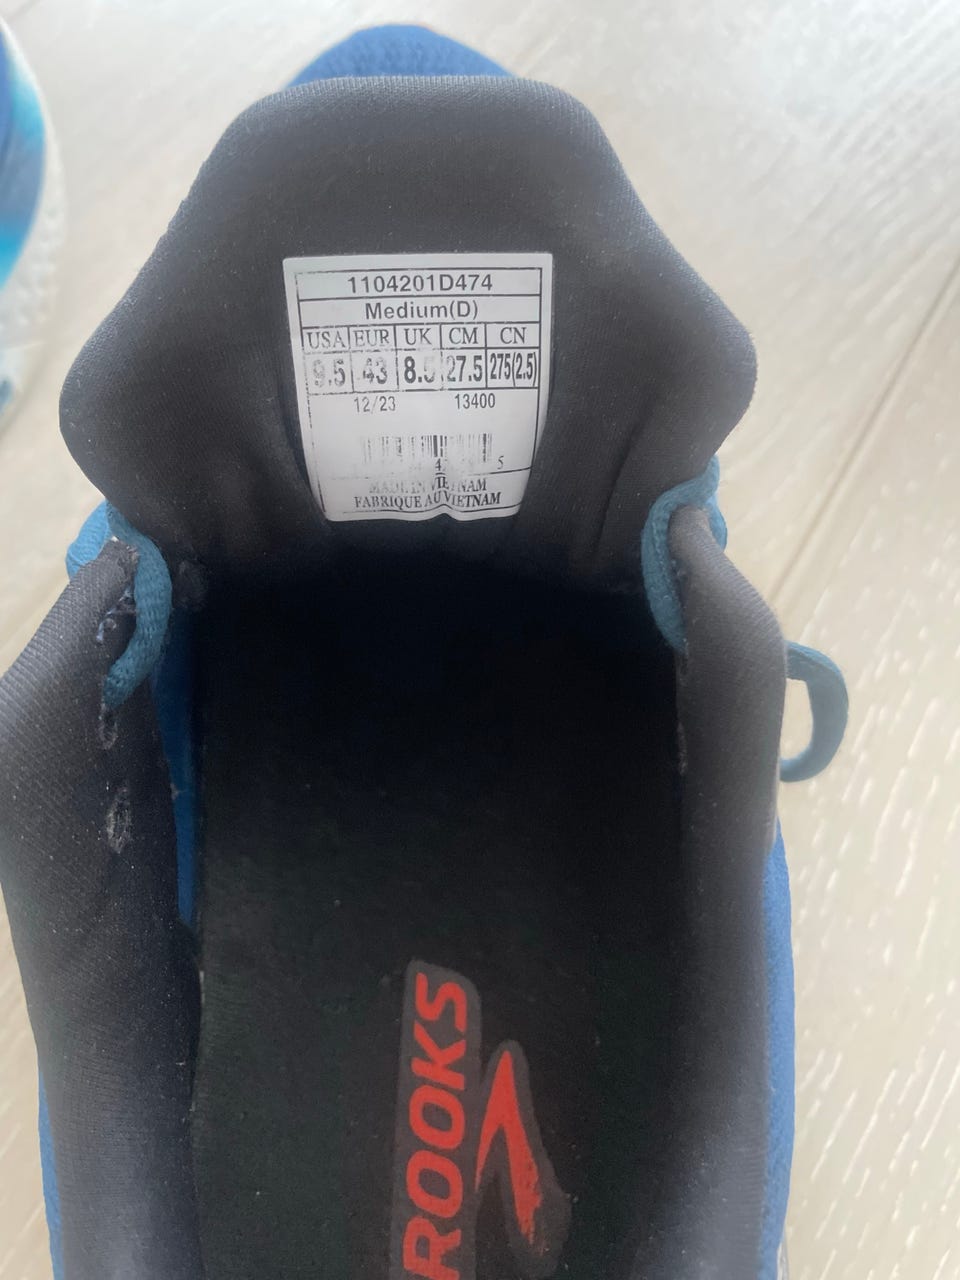 1104201D474
Medium(D)
USA EUR UK CM CN
9.5 43 8.5 27.5 275(2.5)
12/23 13400
5
MADE IN VIETNAM
FABRIQUE AU VIETNAM
ROOKS